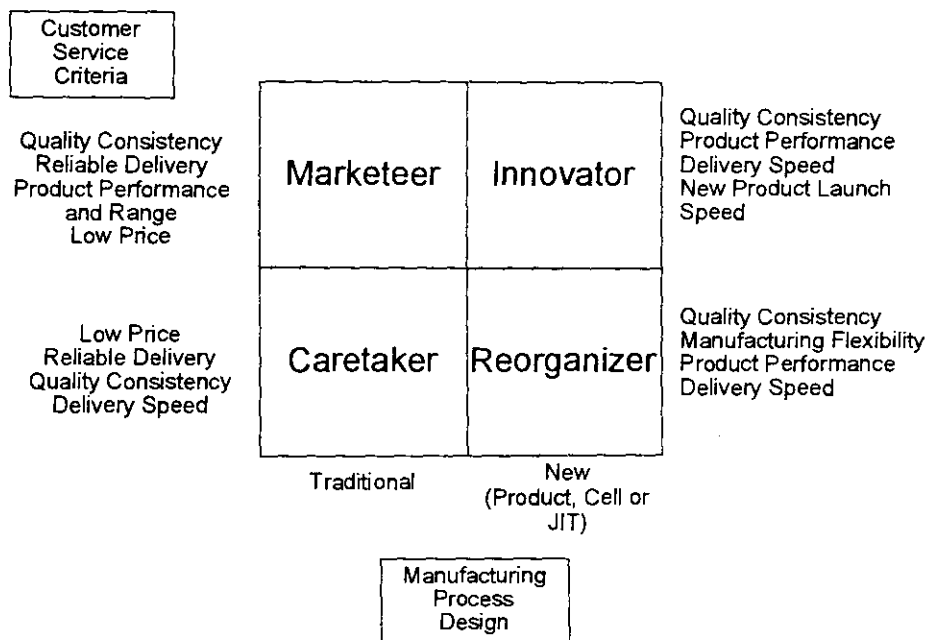 Customer
Service
Criteria
Quality Consistency
Reliable Delivery
Product Performance
and Range
Low Price
Marketeer
Innovator
Quality Consistency
Product Performance
Delivery Speed
New Product Launch
Speed
Low Price
Reliable Delivery
Quality Consistency
Delivery Speed
Caretaker
Reorganizer
Quality Consistency
Manufacturing Flexibility
Product Performance
Delivery Speed
Traditional
New
(Product, Cell or
JIT)
Manufacturing
Process
Design